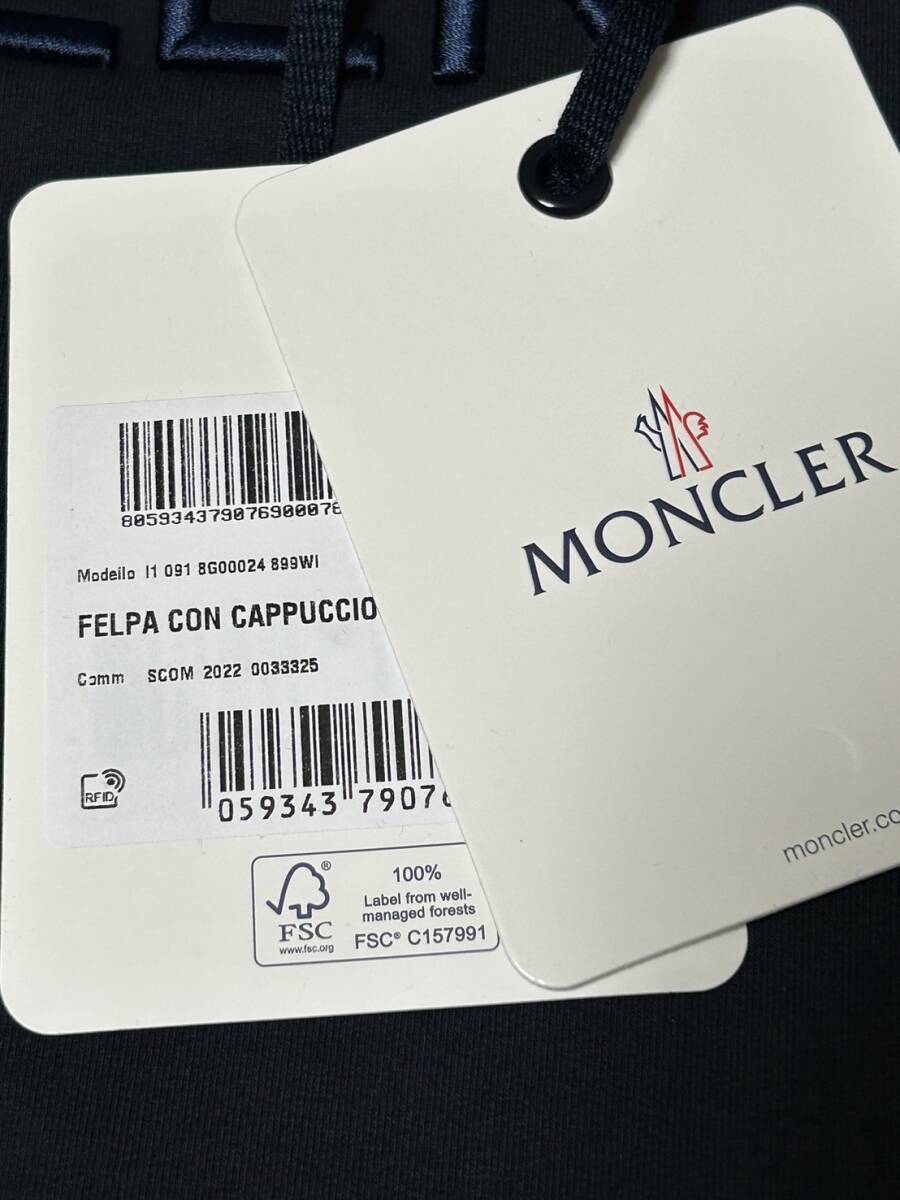 805934379076900078
Modello I1 091 8G00024 899WI
FELPA CON CAPPUCCIO
Comm SCOM 2022 0033325
RFID
059343 7907
100%
Label from well-
managed forests
FSC® C157991
FSC
www.fsc.org
MONCLER
moncler.co